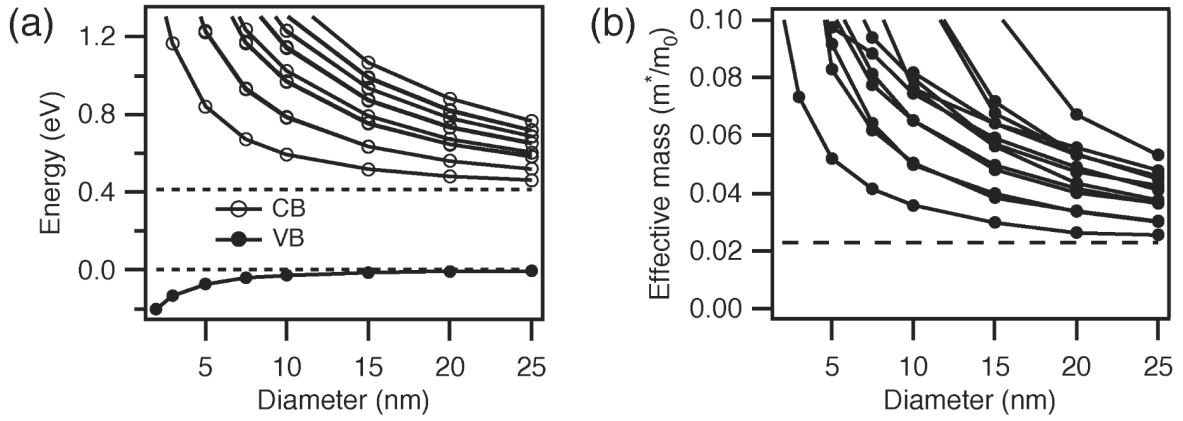 (a)
Energy (eV)
1.2
0.8
0.4
0.0
CB
VB
5 10 15 20 25
Diameter (nm)
(b)
Effective mass (m*/m0)
0.10
0.08
0.06
0.04
0.02
0.00
5 10 15 20 25
Diameter (nm)